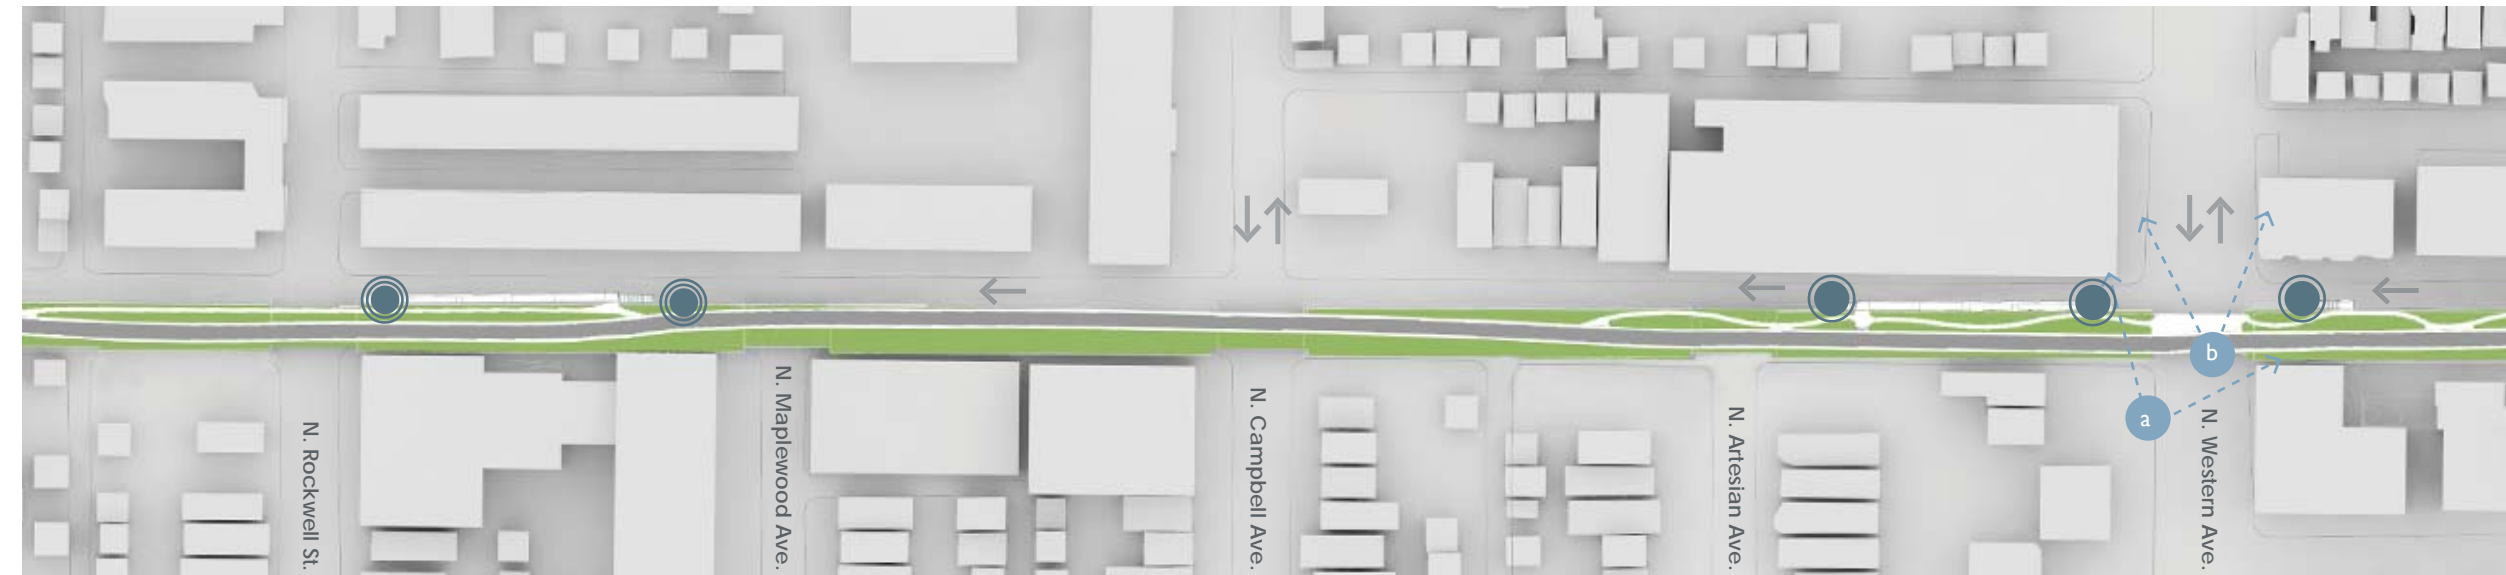 N. Rockwell St.
N. Maplewood Ave.
N. Campbell Ave.
N. Artesian Ave.
N. Western Ave.
a
b